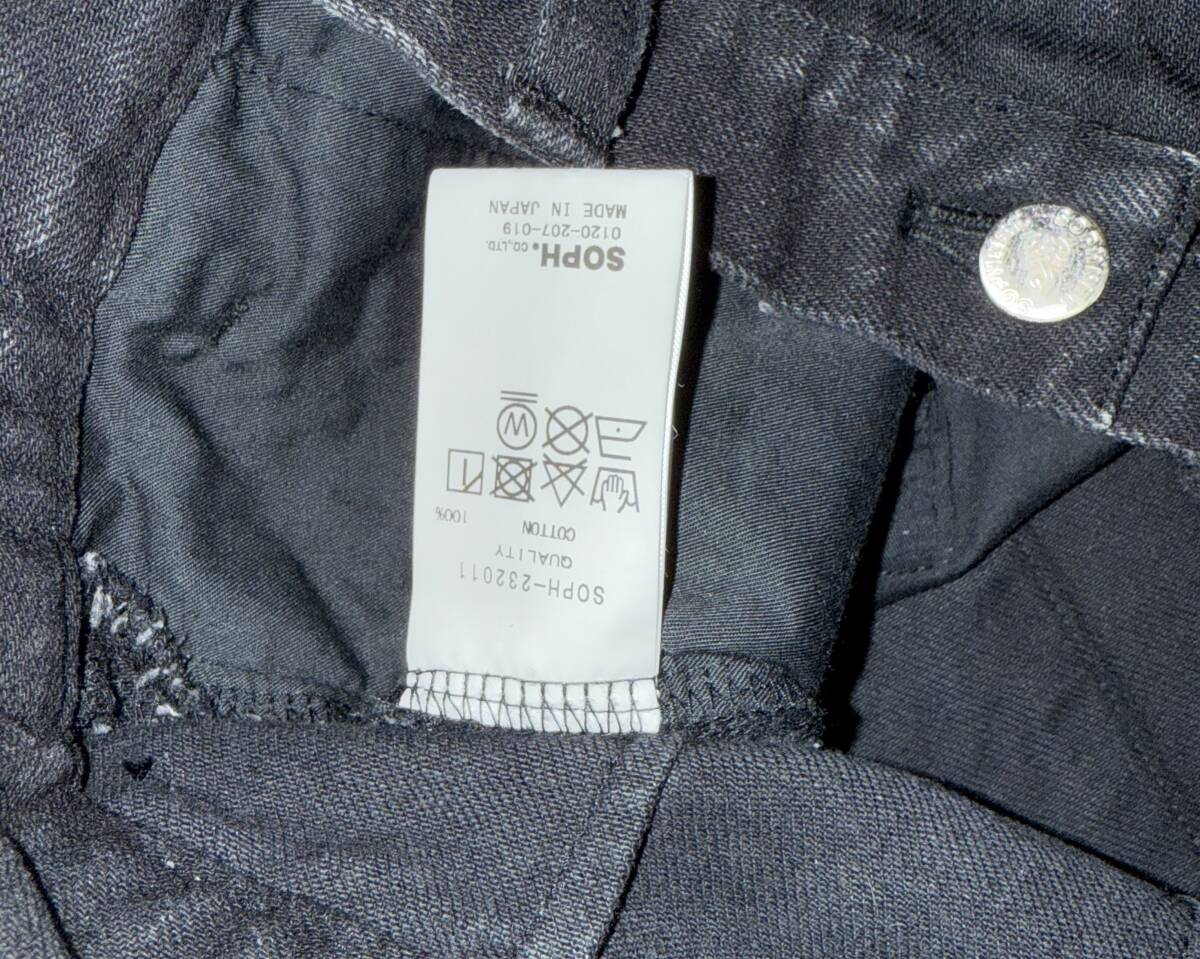 SOPH-232011
QUALITY
COTTON 100%
SOPH. CO.,LTD.
0120-207-019
MADE IN JAPAN